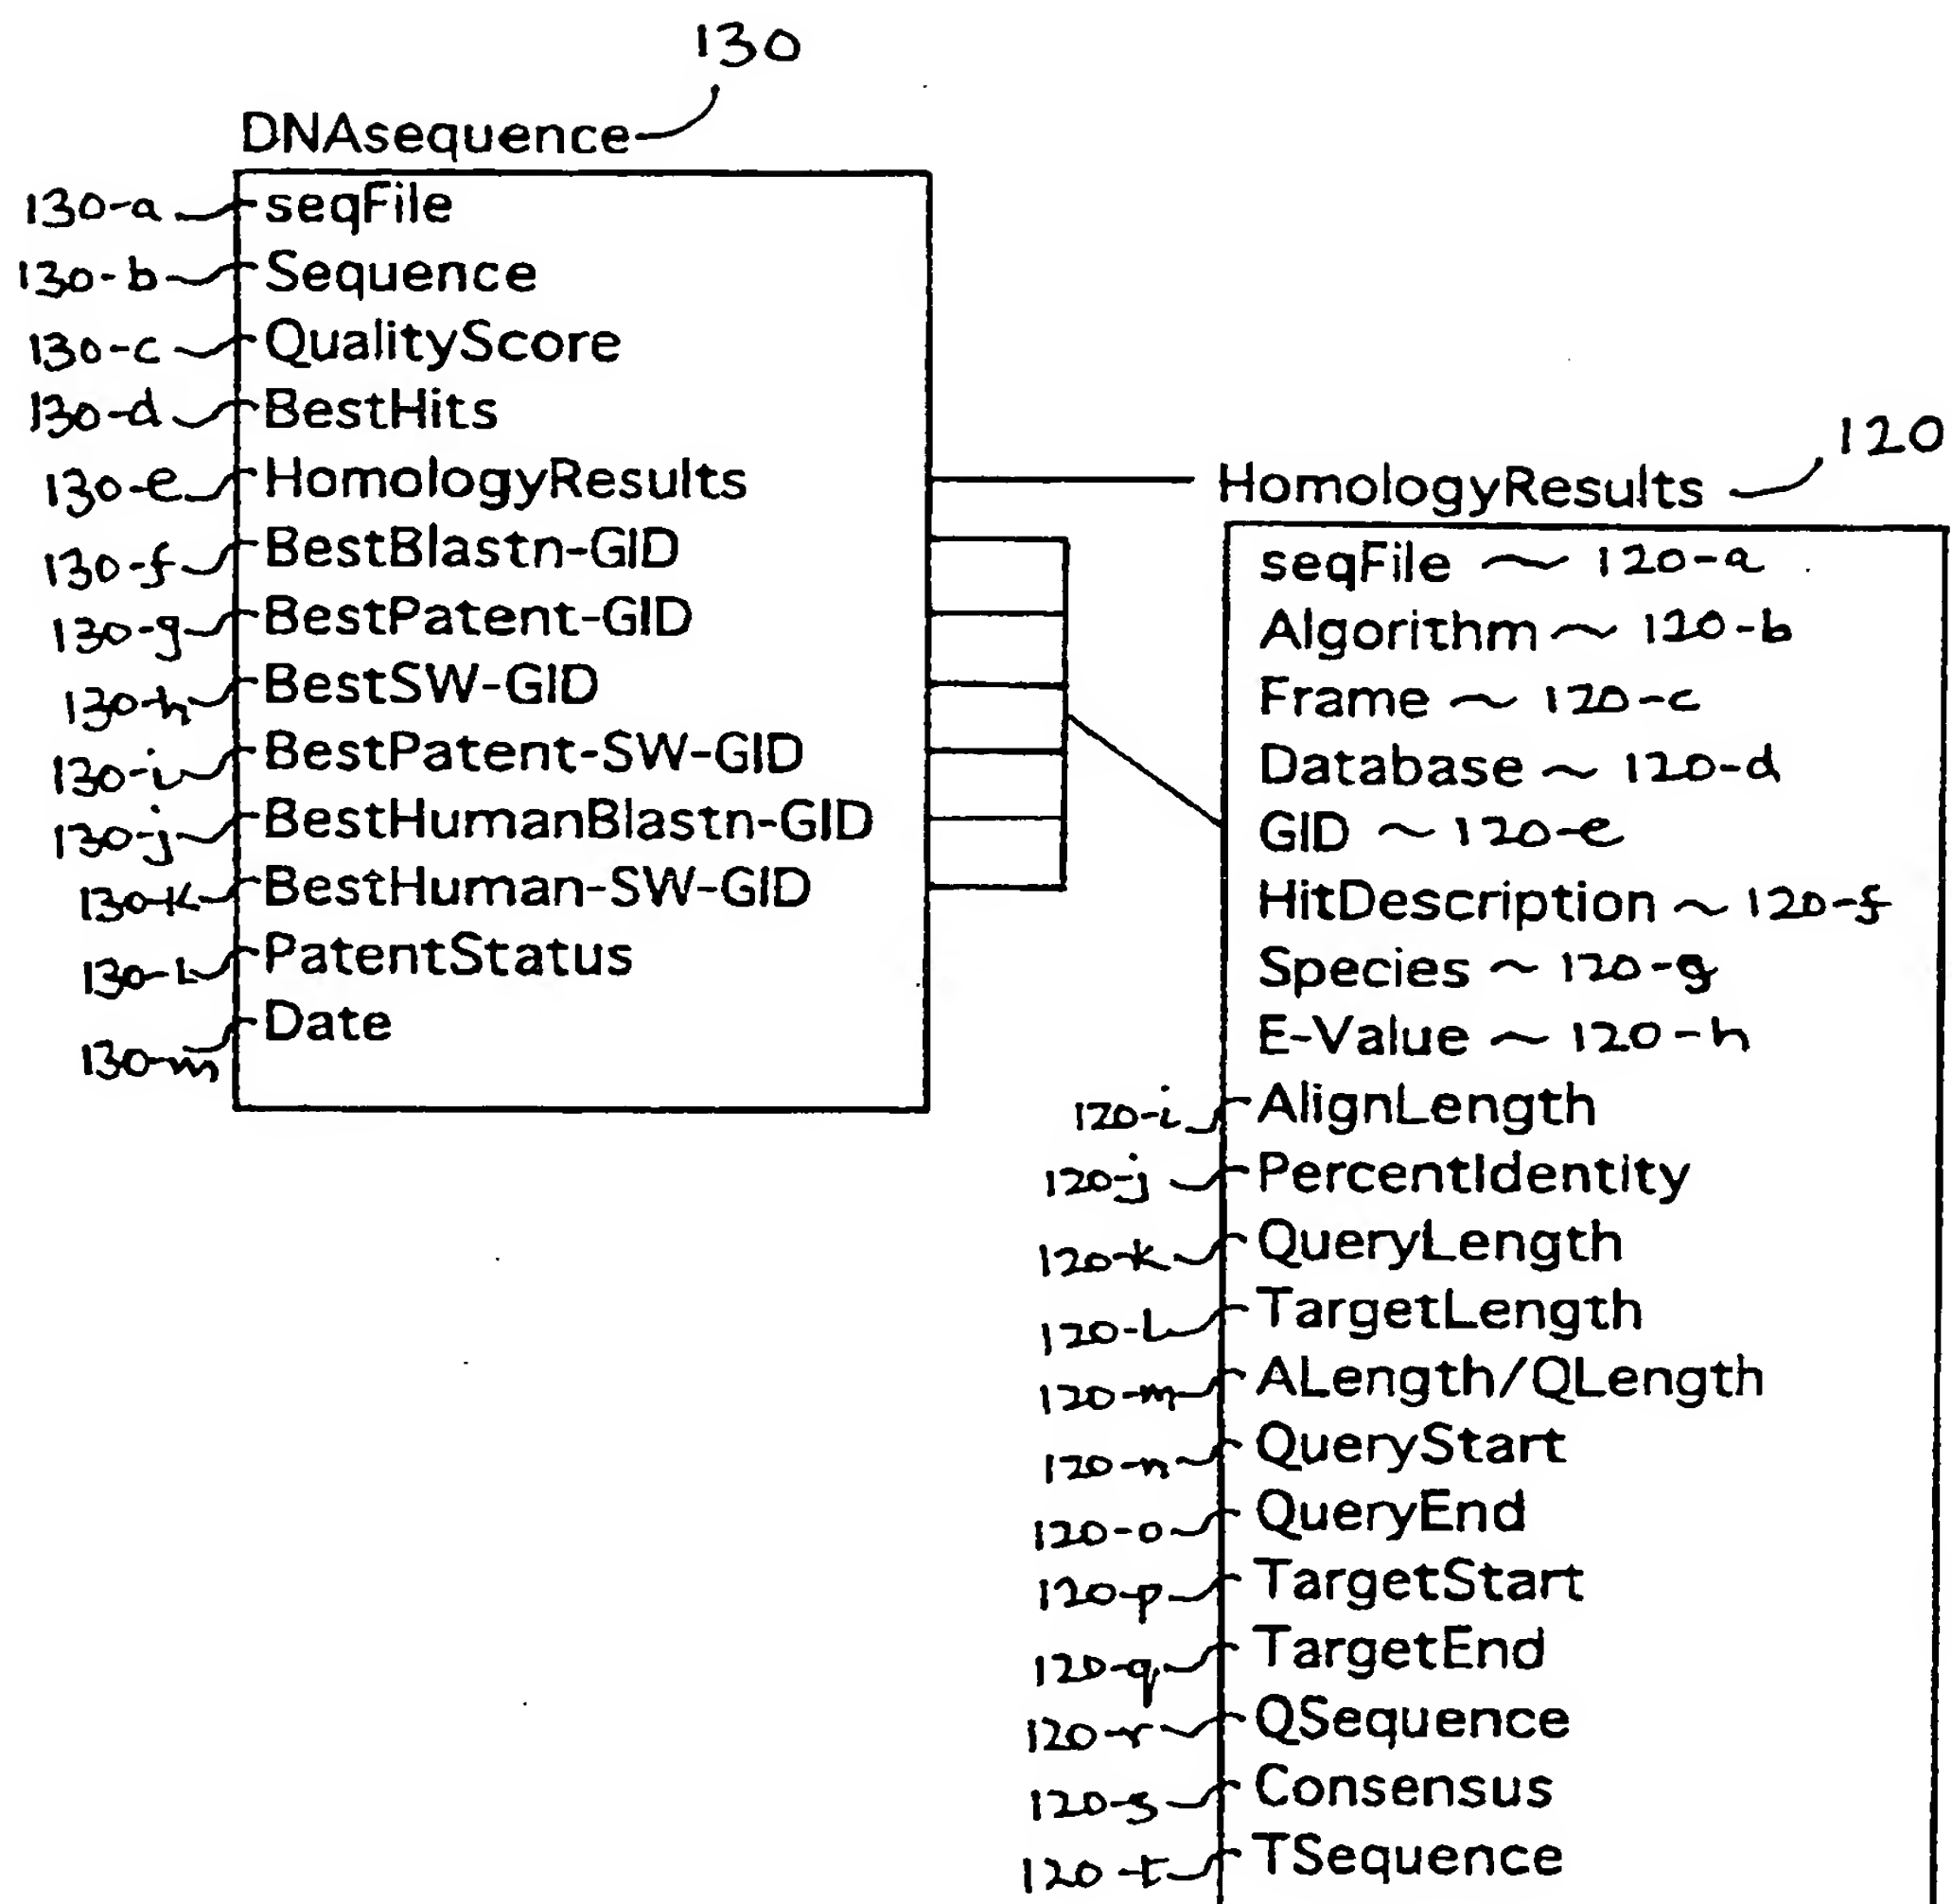 130
DNAsequence
130-a seqFile
130-b Sequence
130-c QualityScore
130-d BestHits
130-e HomologyResults
130-f BestBlastn-GID
130-g BestPatent-GID
130-h BestSW-GID
130-i BestPatent-SW-GID
130-j BestHumanBlastn-GID
130-k BestHuman-SW-GID
130-L PatentStatus
130-m Date
120
HomologyResults
seqFile ~ 120-a
Algorithm ~ 120-b
Frame ~ 120-c
Database ~ 120-d
GID ~ 120-e
HitDescription ~ 120-f
Species ~ 120-g
E-Value ~ 120-h
120-i AlignLength
120-j PercentIdentity
120-k QueryLength
120-L TargetLength
120-m ALength/QLength
120-n QueryStart
120-o QueryEnd
120-p TargetStart
120-q TargetEnd
120-r QSequence
120-s Consensus
120-t TSequence